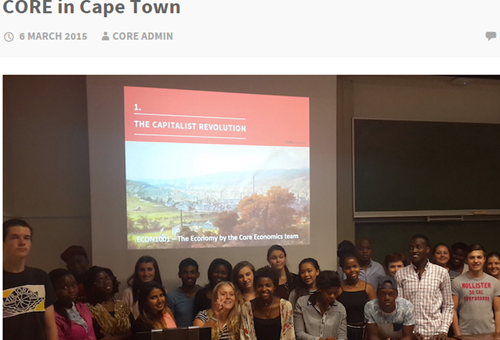 CORE in Cape Town
6 MARCH 2015 CORE ADMIN
1.
THE CAPITALIST REVOLUTION
ECON1001 – The Economy by the Core Economics team
HOLLISTER